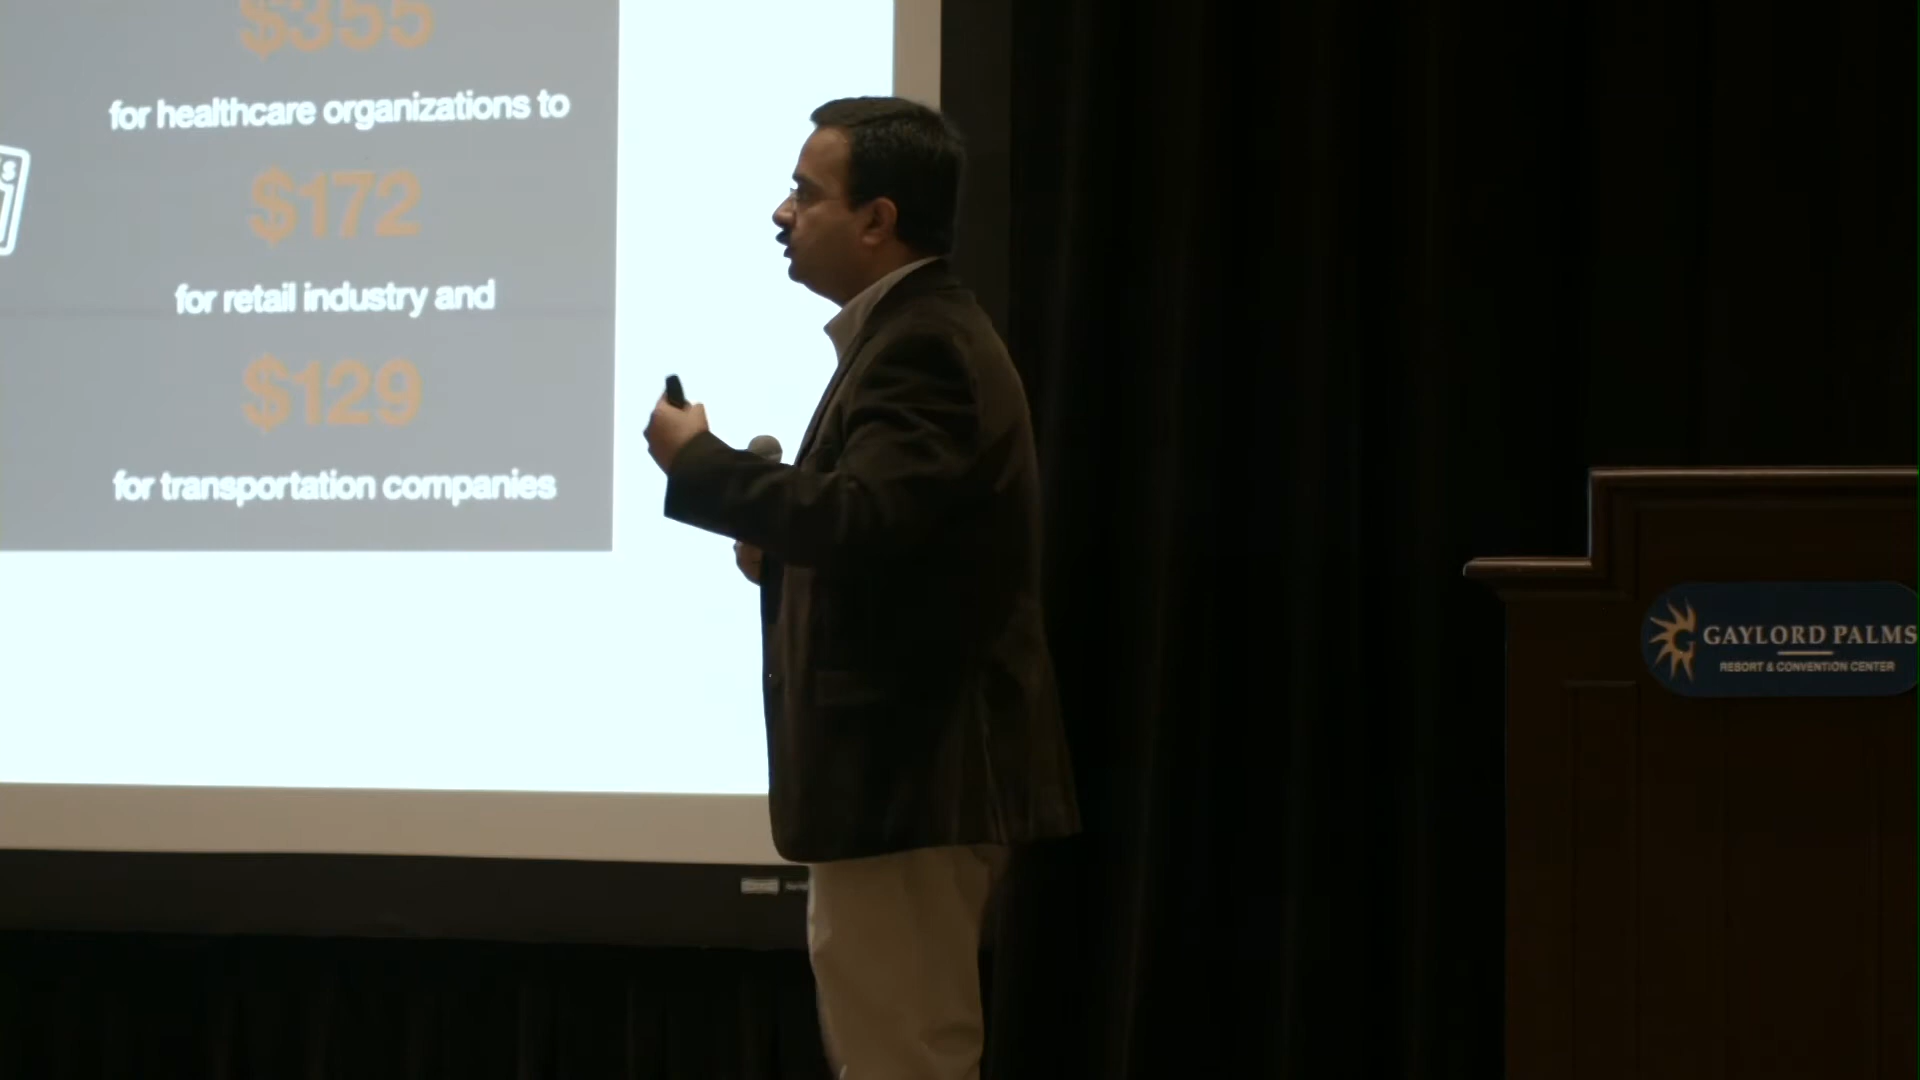 $355
for healthcare organizations to
$172
for retail industry and
$129
for transportation companies
GAYLORD PALMS
RESORT & CONVENTION CENTER